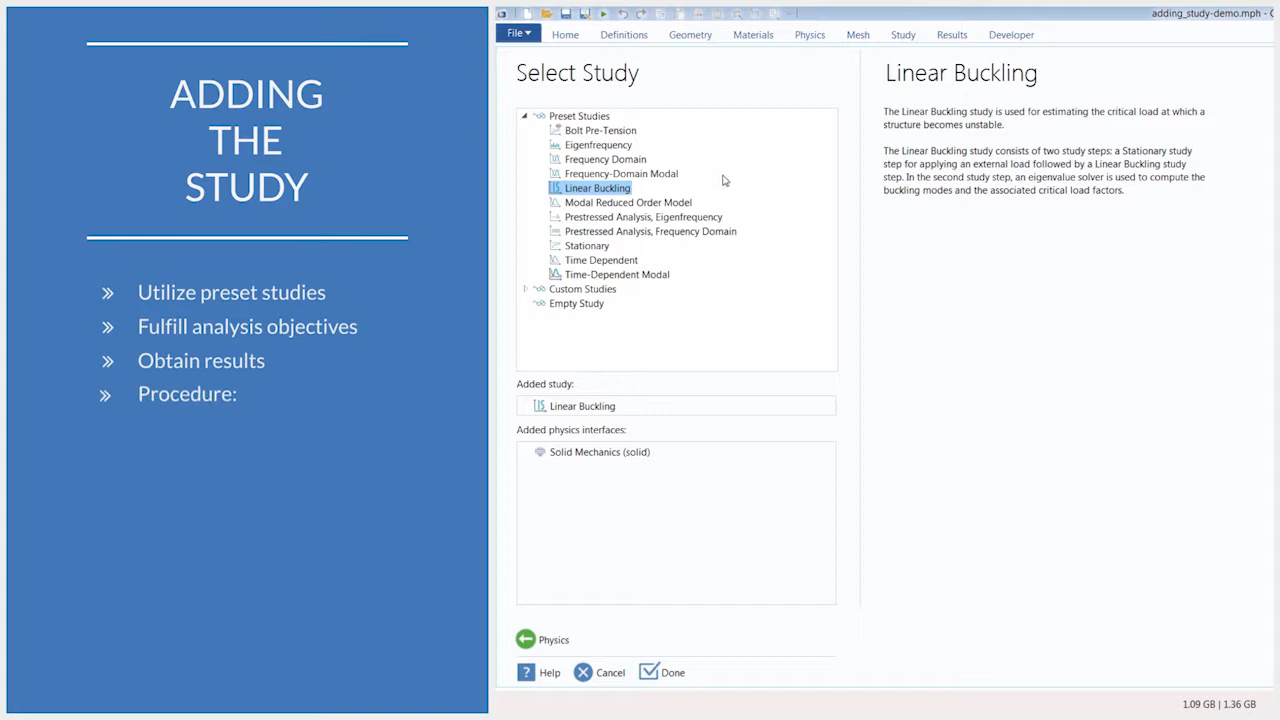 ADDING
THE
STUDY
Utilize preset studies
Fulfill analysis objectives
Obtain results
Procedure:
adding_study-demo.mph - C
File Home Definitions Geometry Materials Physics Mesh Study Results Developer
Select Study
Preset Studies
Bolt Pre-Tension
Eigenfrequency
Frequency Domain
Frequency-Domain Modal
Linear Buckling
Modal Reduced Order Model
Prestressed Analysis, Eigenfrequency
Prestressed Analysis, Frequency Domain
Stationary
Time Dependent
Time-Dependent Modal
Custom Studies
Empty Study
Added study:
Linear Buckling
Added physics interfaces:
Solid Mechanics (solid)
Physics
Help Cancel Done
Linear Buckling
The Linear Buckling study is used for estimating the critical load at which a
structure becomes unstable.
The Linear Buckling study consists of two study steps: a Stationary study
step for applying an external load followed by a Linear Buckling study
step. In the second study step, an eigenvalue solver is used to compute the
buckling modes and the associated critical load factors.
1.09 GB | 1.36 GB